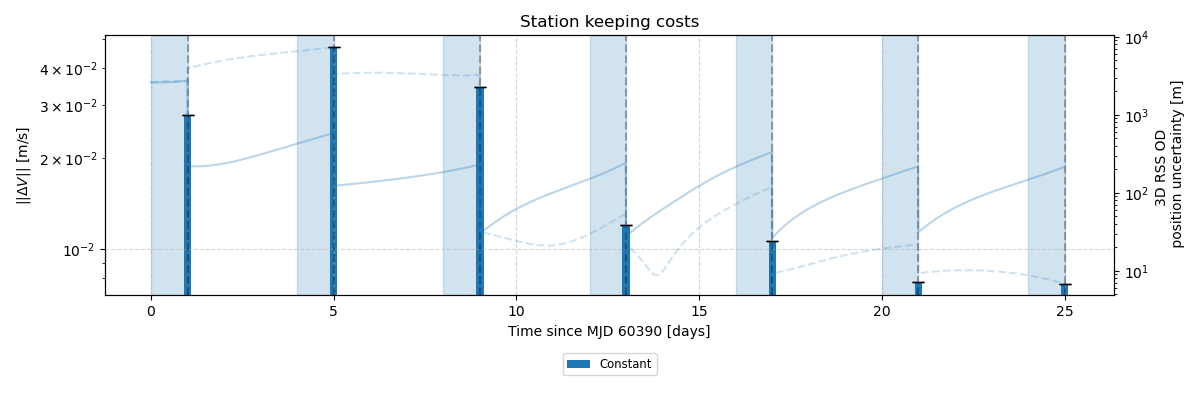 Station keeping costs
||ΔV|| [m/s]
4 × 10⁻²
3 × 10⁻²
2 × 10⁻²
10⁻²
10⁴
10³
10²
10¹
3D RSS OD
position uncertainty [m]
0 5 10 15 20 25
Time since MJD 60390 [days]
Constant